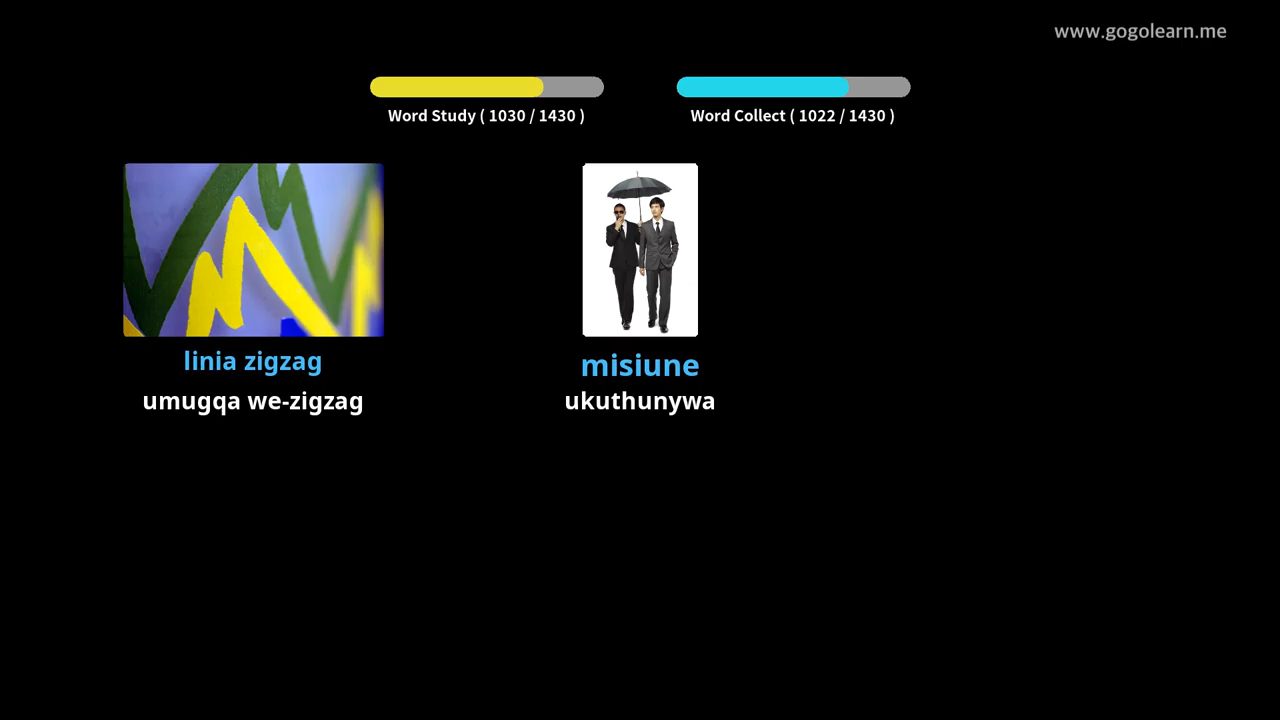 www.gogolearn.me
Word Study ( 1030 / 1430 )
Word Collect ( 1022 / 1430 )
linia zigzag
umugqa we-zigzag
misiune
ukuthunywa